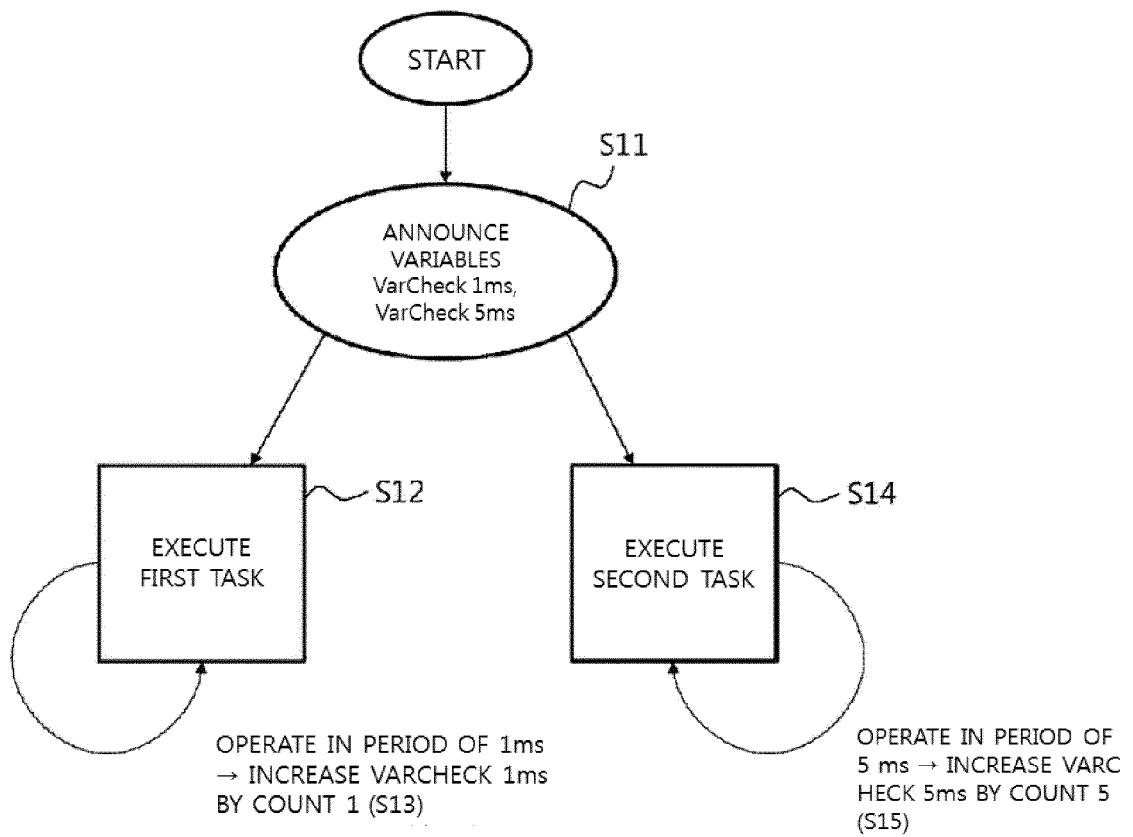 START
S11
ANNOUNCE
VARIABLES
VarCheck 1ms,
VarCheck 5ms
S12
S14
EXECUTE
FIRST TASK
EXECUTE
SECOND TASK
OPERATE IN PERIOD OF 1ms
→ INCREASE VARCHECK 1ms
BY COUNT 1 (S13)
OPERATE IN PERIOD OF
5 ms → INCREASE VARC
HECK 5ms BY COUNT 5
(S15)